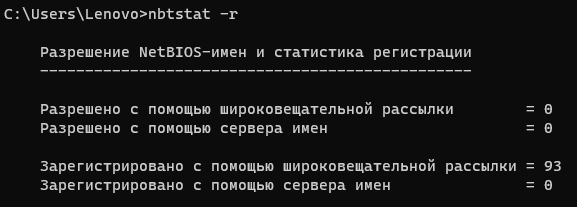 C:\Users\Lenovo>nbtstat -r
Разрешение NetBIOS-имен и статистика регистрации
------------------------------------------------
Разрешено с помощью широковещательной рассылки = 0
Разрешено с помощью сервера имен = 0
Зарегистрировано с помощью широковещательной рассылки = 93
Зарегистрировано с помощью сервера имен = 0